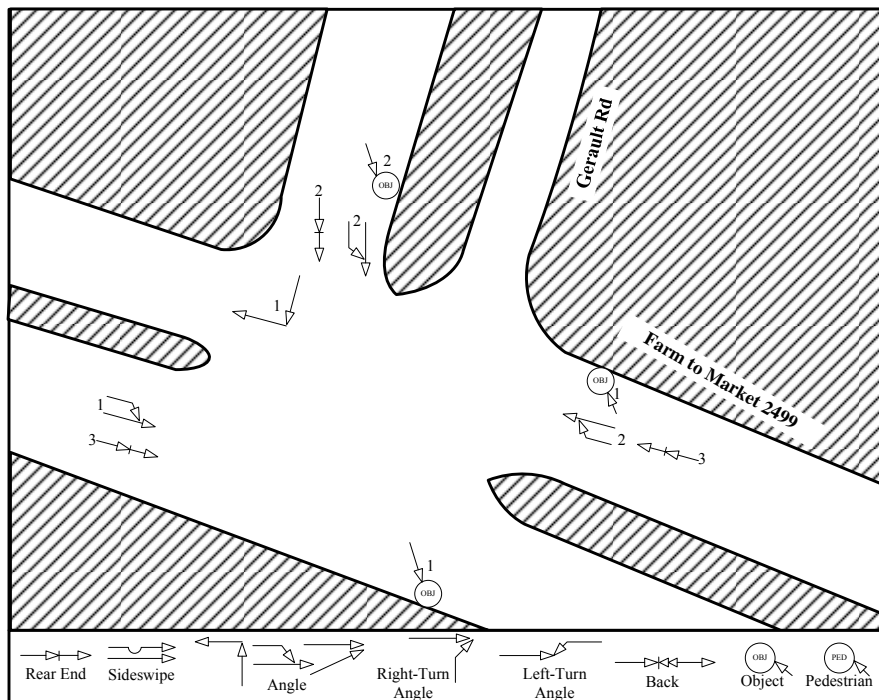 Gerault Rd
2
OBJ
2
2
1
Farm to Market 2499
OBJ
1
1
2
3
3
1
OBJ
Rear End
Sideswipe
Angle
Right-Turn
Angle
Left-Turn
Angle
Back
OBJ
Object
PED
Pedestrian